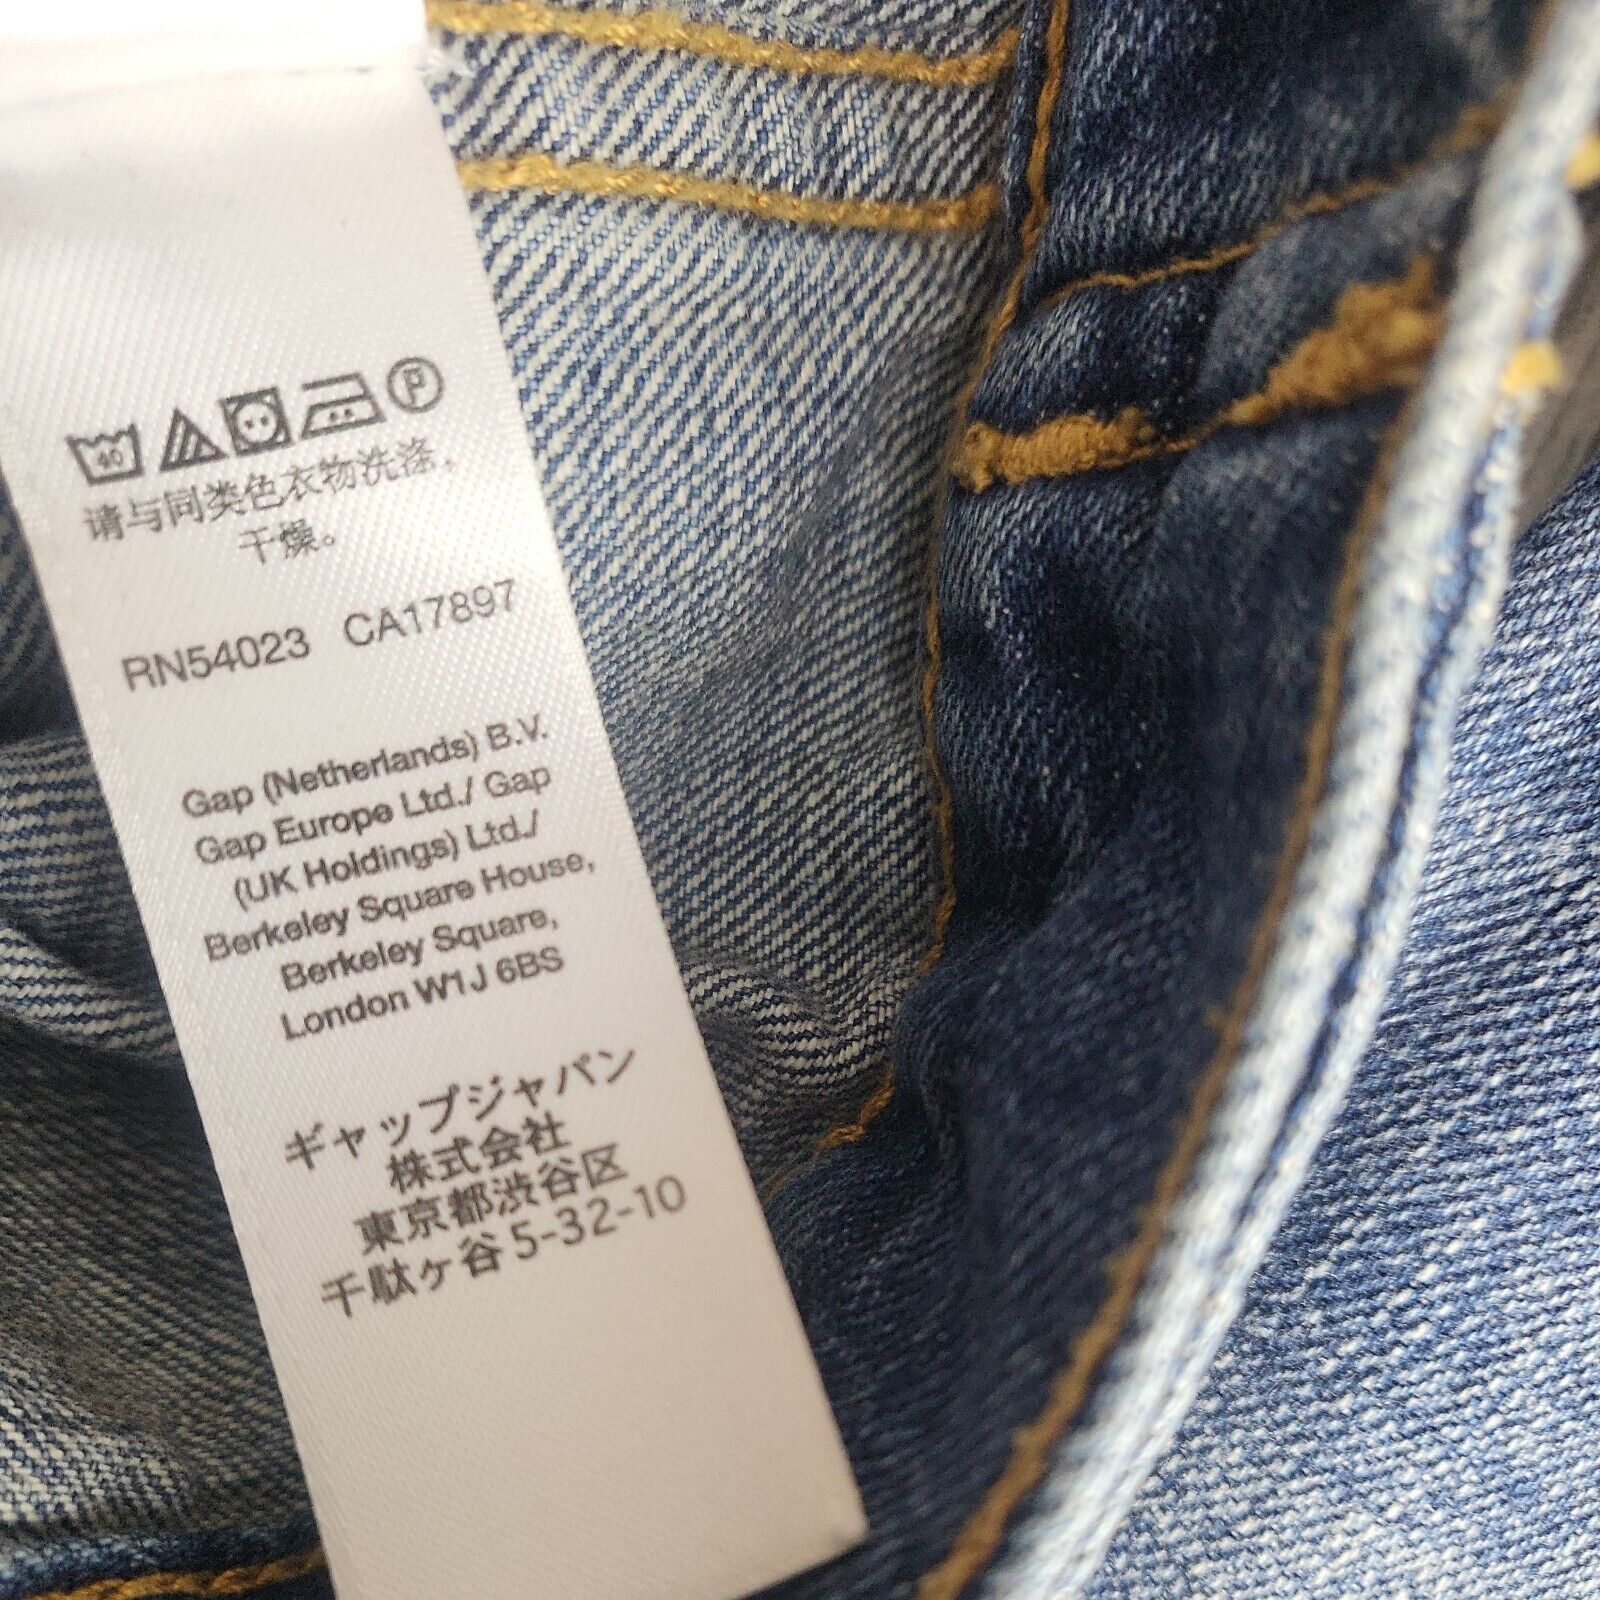 40 P
请与同类色衣物洗涤，
干燥。
RN54023 CA17897
Gap (Netherlands) B.V.
Gap Europe Ltd./ Gap
(UK Holdings) Ltd./
Berkeley Square House,
Berkeley Square,
London W1J 6BS
ギャップジャパン
株式会社
東京都渋谷区
千駄ヶ谷 5-32-10